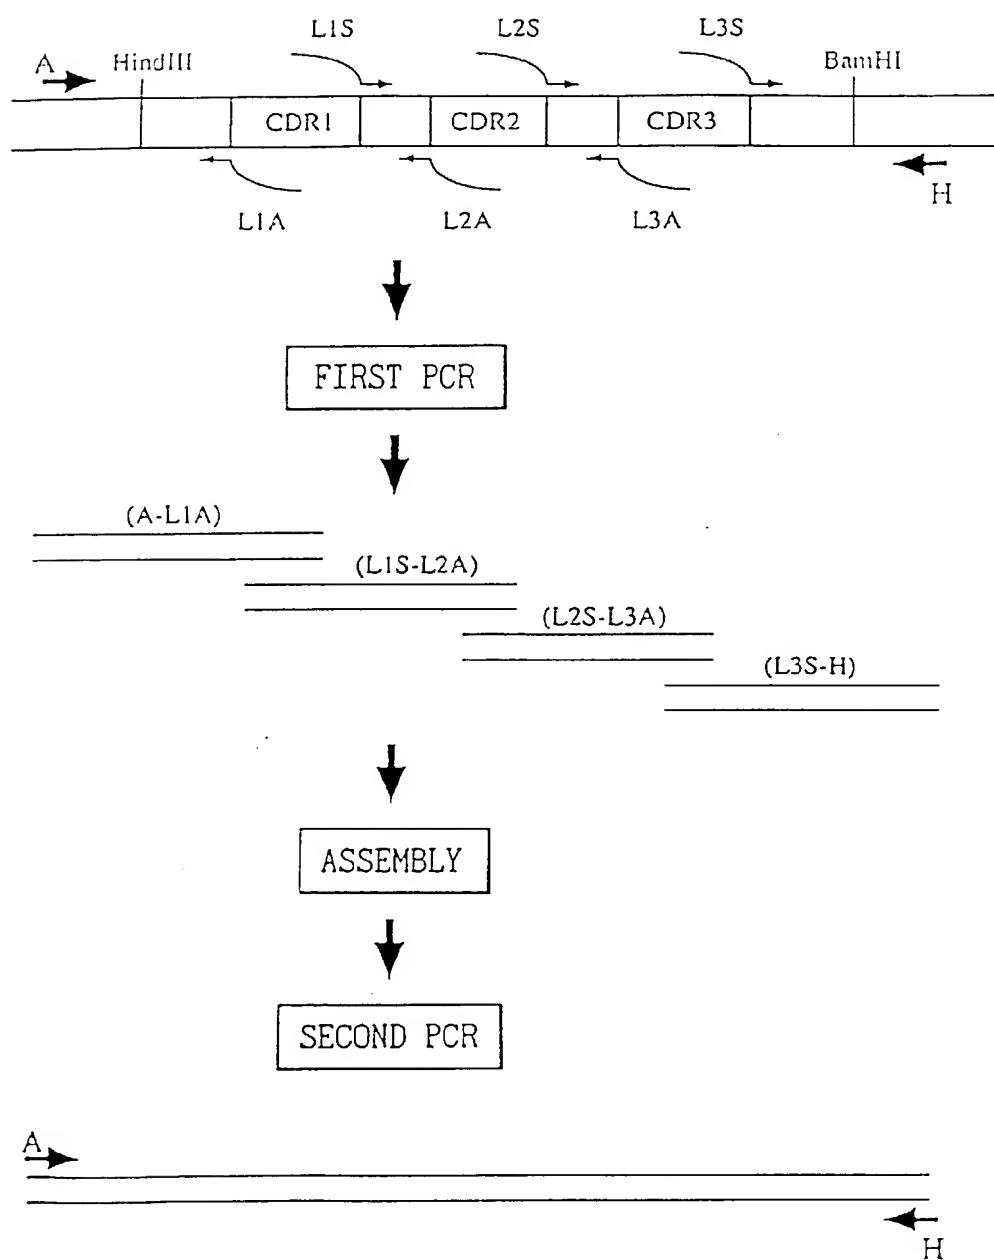 L1S L2S L3S
A HindIII BamHI
CDR1 CDR2 CDR3
L1A L2A L3A H
FIRST PCR
(A-L1A)
(L1S-L2A)
(L2S-L3A)
(L3S-H)
ASSEMBLY
SECOND PCR
A
H